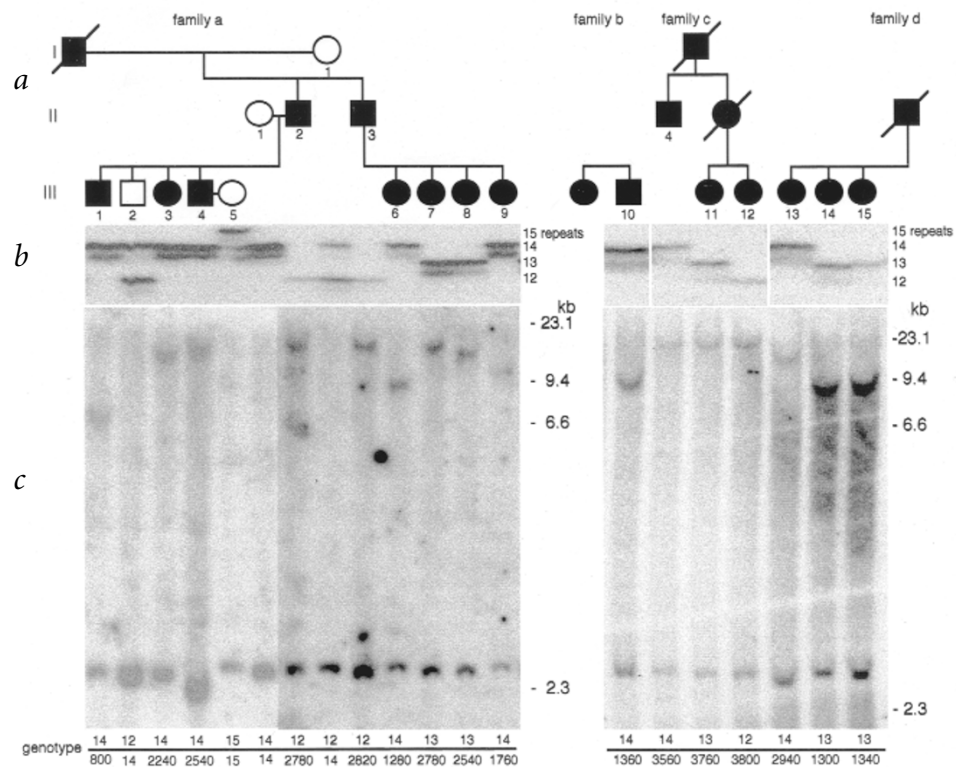 family a family b family c family d
a
I
1
II
1 2 3 4
III
1 2 3 4 5 6 7 8 9 10 11 12 13 14 15
b
15 repeats 15 repeats
14 14
13 13
12 12
c
kb kb
- 23.1 -23.1
- 9.4 - 9.4
- 6.6 - 6.6
- 2.3 - 2.3
14 12 14 14 15 14 12 12 12 14 13 13 14 14 14 13 12 14 13 13
genotype
800 14 2240 2540 15 14 2780 14 2820 1280 2780 2540 1760 1360 3560 3760 3800 2940 1300 1340